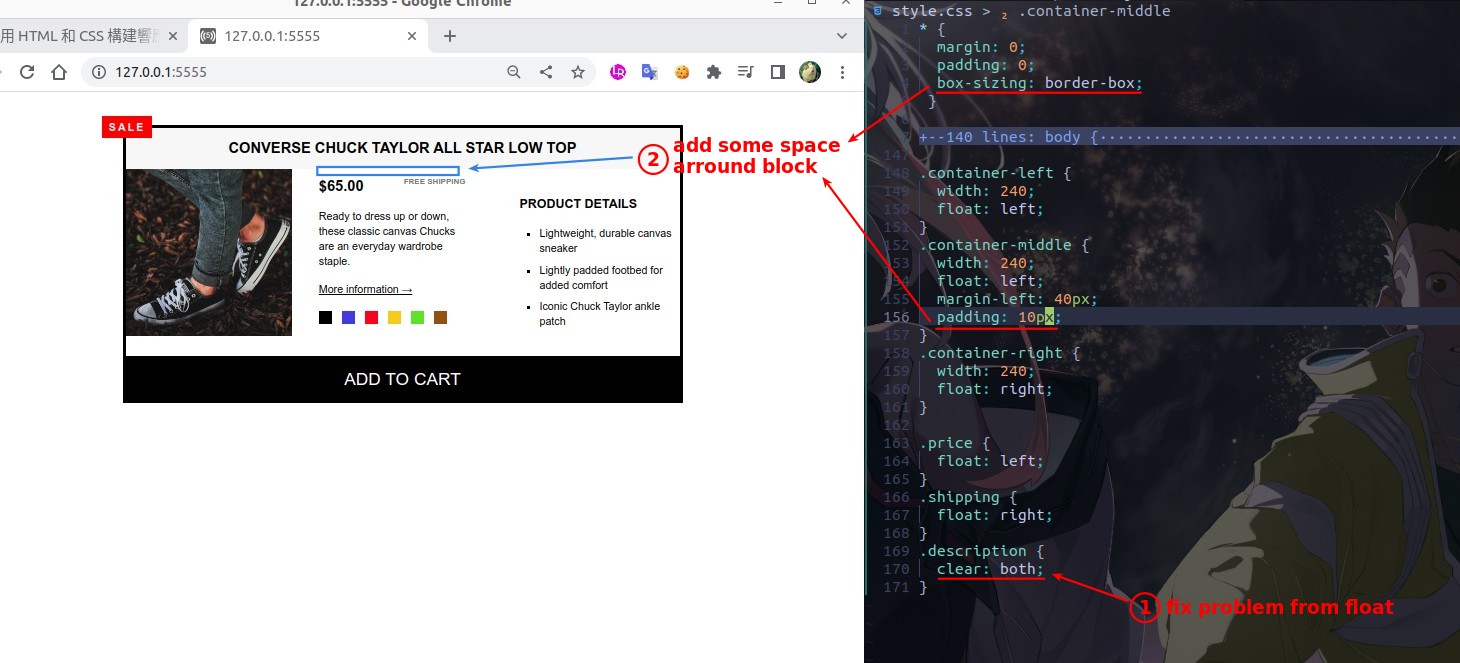 127.0.0.1:5555 - Google Chrome
用 HTML 和 CSS 構建響應
127.0.0.1:5555
127.0.0.1:5555
SALE
CONVERSE CHUCK TAYLOR ALL STAR LOW TOP
$65.00
FREE SHIPPING
Ready to dress up or down,
these classic canvas Chucks
are an everyday wardrobe
staple.
More information →
PRODUCT DETAILS
Lightweight, durable canvas
sneaker
Lightly padded footbed for
added comfort
Iconic Chuck Taylor ankle
patch
ADD TO CART
2 add some space
arround block
style.css > 2 .container-middle
* {
margin: 0;
padding: 0;
box-sizing: border-box;
}
+--140 lines: body {
147
148 .container-left {
149 width: 240;
150 float: left;
151 }
152 .container-middle {
153 width: 240;
154 float: left;
155 margin-left: 40px;
156 padding: 10px;
157 }
158 .container-right {
159 width: 240;
160 float: right;
161 }
162
163 .price {
164 float: left;
165 }
166 .shipping {
167 float: right;
168 }
169 .description {
170 clear: both;
171 }
1 fix problem from float